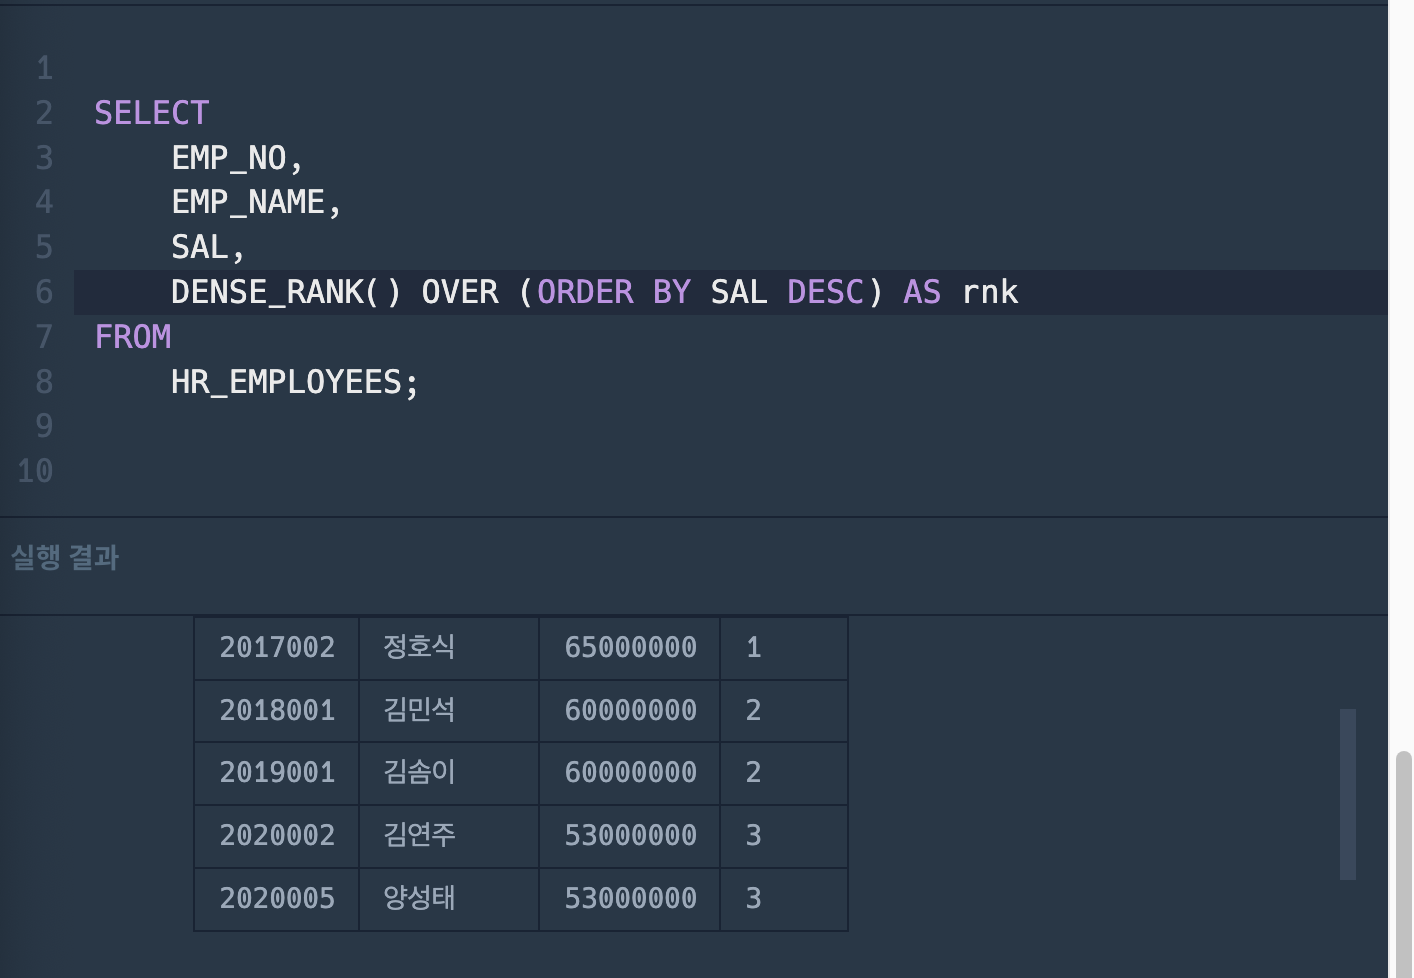 1
2 SELECT
3 EMP_NO,
4 EMP_NAME,
5 SAL,
6 DENSE_RANK() OVER (ORDER BY SAL DESC) AS rnk
7 FROM
8 HR_EMPLOYEES;
9
10
실행 결과
2017002 정호식 65000000 1
2018001 김민석 60000000 2
2019001 김솜이 60000000 2
2020002 김연주 53000000 3
2020005 양성태 53000000 3